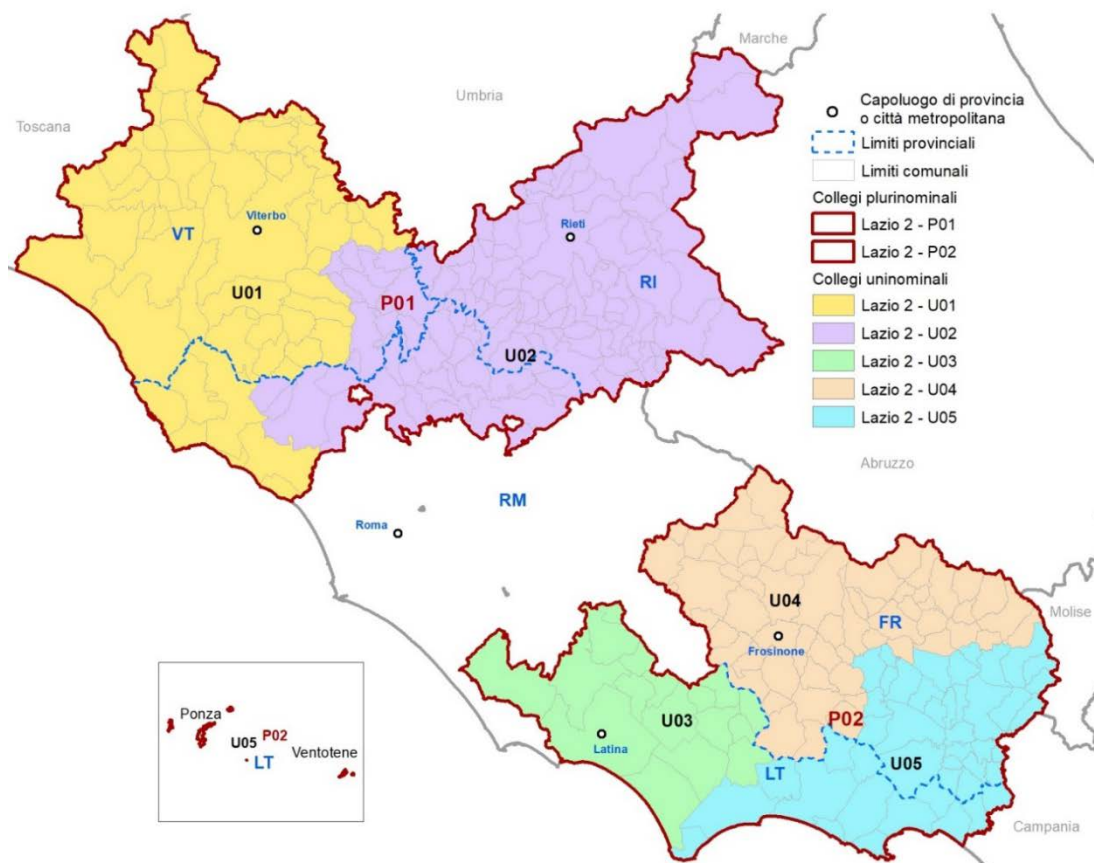 Marche
Umbria
Toscana
Capoluogo di provincia
o città metropolitana
Limiti provinciali
Limiti comunali
Collegi plurinominali
Lazio 2 - P01
Lazio 2 - P02
Collegi uninominali
Lazio 2 - U01
Lazio 2 - U02
Lazio 2 - U03
Lazio 2 - U04
Lazio 2 - U05
Viterbo
VT
Rieti
RI
U01
P01
U02
Abruzzo
RM
Roma
U04
FR
Molise
Frosinone
U03
P02
Latina
LT
U05
Campania
Ponza
U05 P02
LT
Ventotene